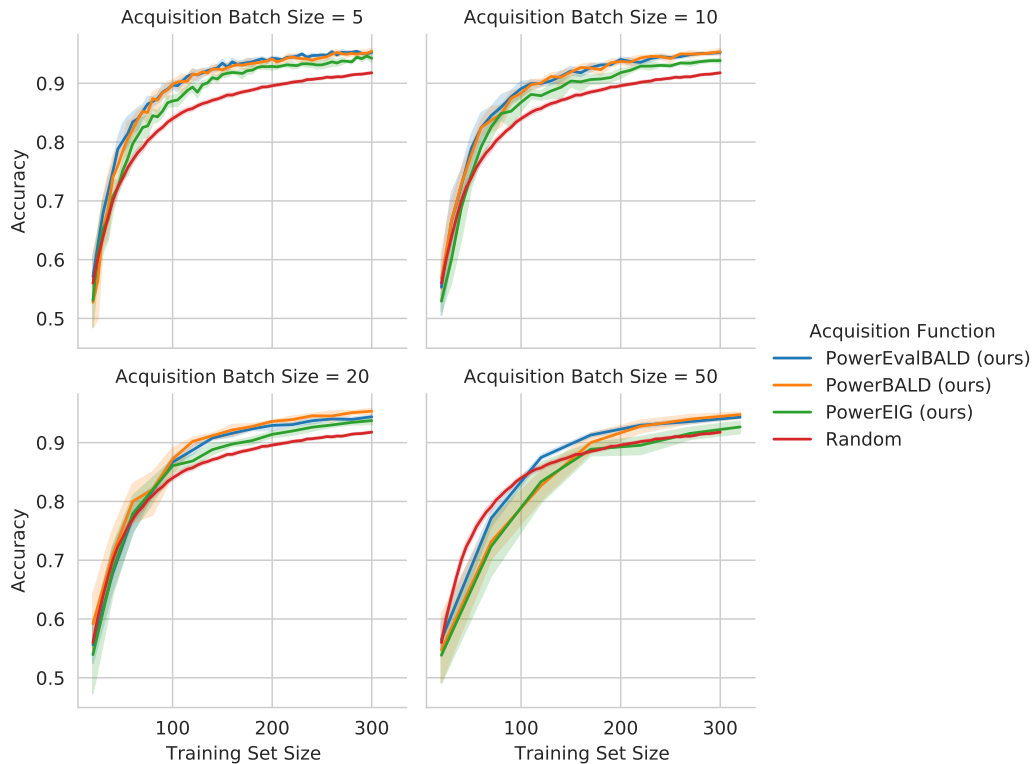 Acquisition Batch Size = 5
Acquisition Batch Size = 10
0.9
0.8
0.7
0.6
0.5
Accuracy
Acquisition Function
PowerEvalBALD (ours)
PowerBALD (ours)
PowerEIG (ours)
Random
Acquisition Batch Size = 20
Acquisition Batch Size = 50
0.9
0.8
0.7
0.6
0.5
Accuracy
100 200 300
100 200 300
Training Set Size
Training Set Size